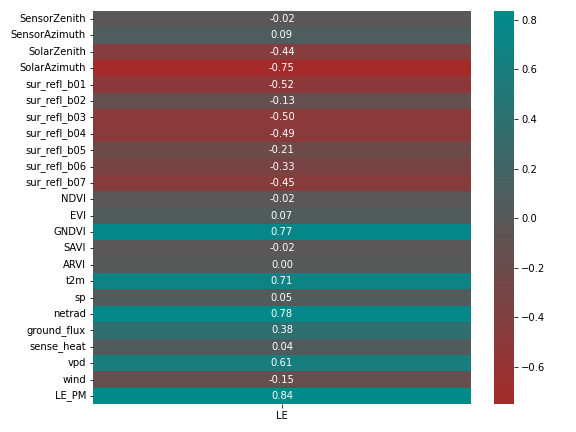 SensorZenith -0.02
SensorAzimuth 0.09
SolarZenith -0.44
SolarAzimuth -0.75
sur_refl_b01 -0.52
sur_refl_b02 -0.13
sur_refl_b03 -0.50
sur_refl_b04 -0.49
sur_refl_b05 -0.21
sur_refl_b06 -0.33
sur_refl_b07 -0.45
NDVI -0.02
EVI 0.07
GNDVI 0.77
SAVI -0.02
ARVI 0.00
t2m 0.71
sp 0.05
netrad 0.78
ground_flux 0.38
sense_heat 0.04
vpd 0.61
wind -0.15
LE_PM 0.84
LE
0.8
0.6
0.4
0.2
0.0
−0.2
−0.4
−0.6